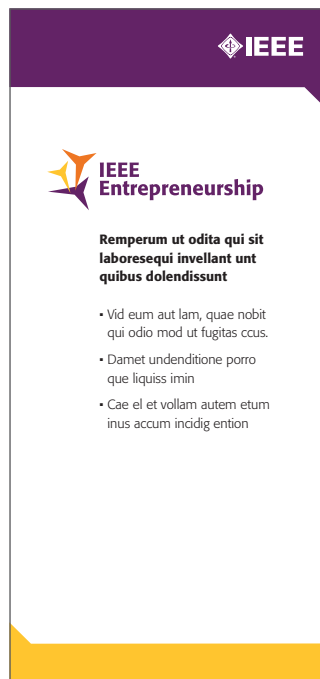 IEEE
IEEE
Entrepreneurship
Remperum ut odita qui sit
laboresequi invellant unt
quibus dolendissunt
▪ Vid eum aut lam, quae nobit
qui odio mod ut fugitas ccus.
▪ Damet undenditione porro
que liquiss imin
▪ Cae el et vollam autem etum
inus accum incidig ention